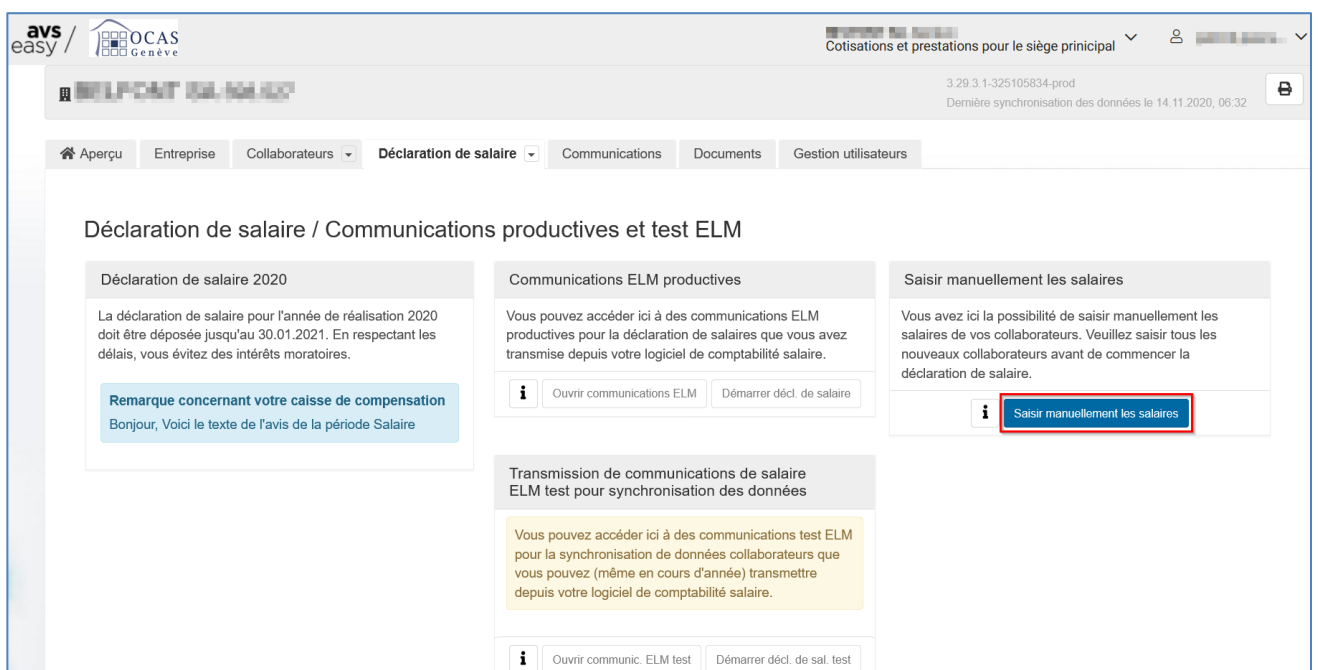 avs
easy /
OCAS
Genève
Cotisations et prestations pour le siège prinicipal
3.29.3.1-325105834-prod
Dernière synchronisation des données le 14.11.2020, 06:32
Aperçu Entreprise Collaborateurs Déclaration de salaire Communications Documents Gestion utilisateurs
Déclaration de salaire / Communications productives et test ELM
Déclaration de salaire 2020
La déclaration de salaire pour l'année de réalisation 2020
doit être déposée jusqu'au 30.01.2021. En respectant les
délais, vous évitez des intérêts moratoires.
Remarque concernant votre caisse de compensation
Bonjour, Voici le texte de l'avis de la période Salaire
Communications ELM productives
Vous pouvez accéder ici à des communications ELM
productives pour la déclaration de salaires que vous avez
transmise depuis votre logiciel de comptabilité salaire.
i Ouvrir communications ELM Démarrer décl. de salaire
Transmission de communications de salaire
ELM test pour synchronisation des données
Vous pouvez accéder ici à des communications test ELM
pour la synchronisation de données collaborateurs que
vous pouvez (même en cours d'année) transmettre
depuis votre logiciel de comptabilité salaire.
i Ouvrir communic. ELM test Démarrer décl. de sal. test
Saisir manuellement les salaires
Vous avez ici la possibilité de saisir manuellement les
salaires de vos collaborateurs. Veuillez saisir tous les
nouveaux collaborateurs avant de commencer la
déclaration de salaire.
i Saisir manuellement les salaires